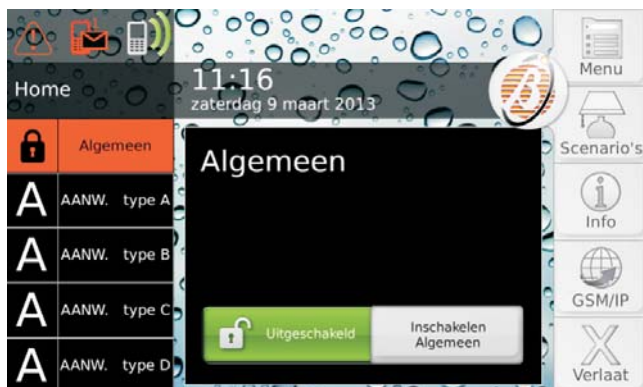 Home
11:16
zaterdag 9 maart 2013
Algemeen
A AANW. type A
A AANW. type B
A AANW. type C
A AANW. type D
Algemeen
Uitgeschakeld
Inschakelen
Algemeen
Menu
Scenario's
Info
GSM/IP
Verlaat